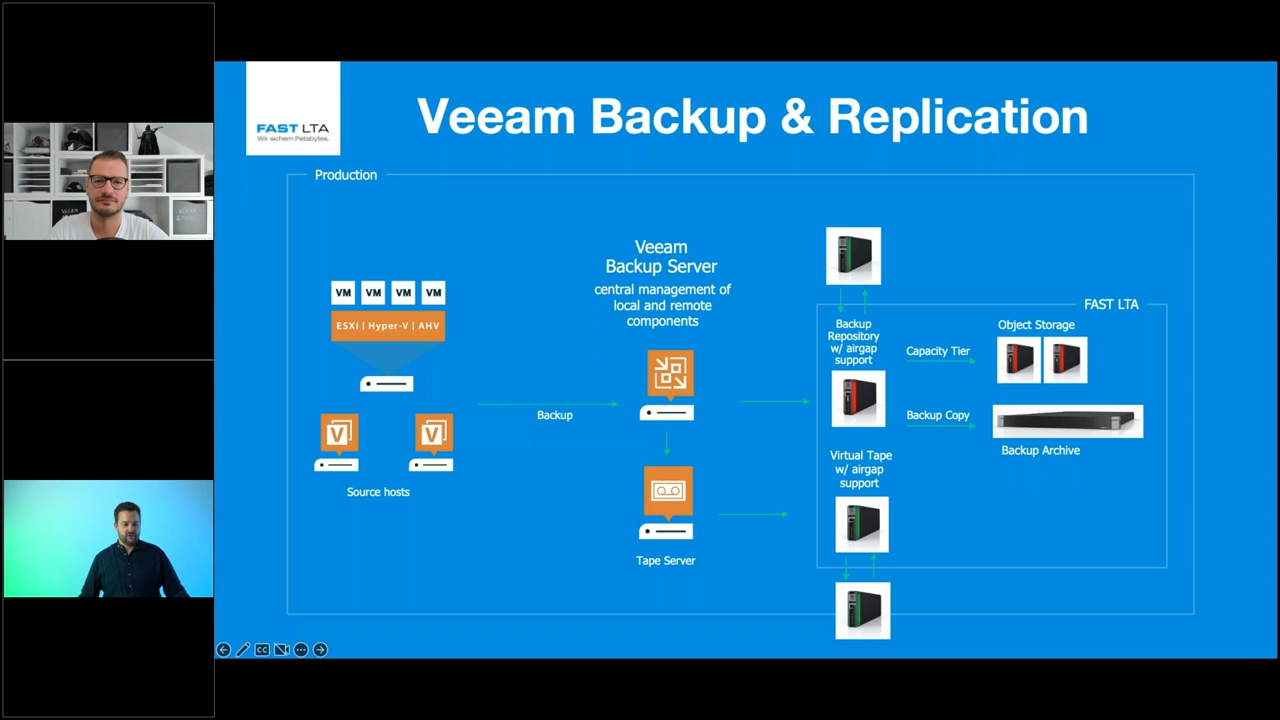 FAST LTA
Wir sichern Petabytes.
Veeam Backup & Replication
Production
VM VM VM VM
ESXi | Hyper-V | AHV
V V
Source hosts
Backup
Veeam
Backup Server
central management of
local and remote
components
Tape Server
FAST LTA
Backup
Repository
w/ airgap
support
Capacity Tier
Object Storage
Backup Copy
Backup Archive
Virtual Tape
w/ airgap
support
CC